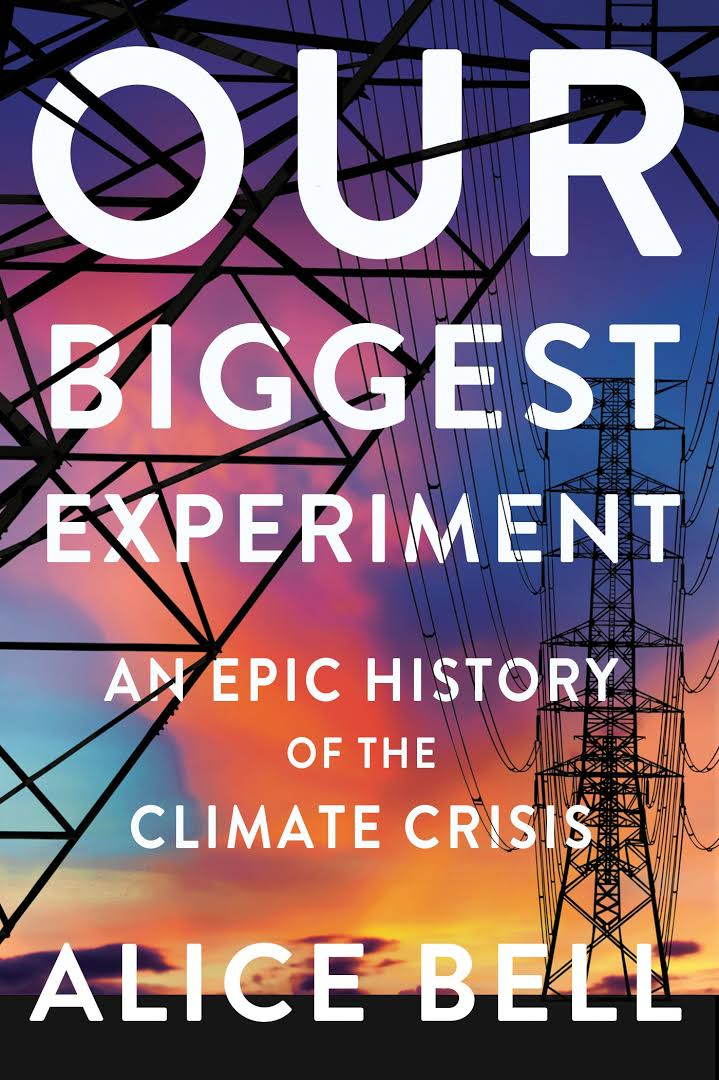 OUR
BIGGEST
EXPERIMENT
AN EPIC HISTORY
OF THE
CLIMATE CRISIS
ALICE BELL